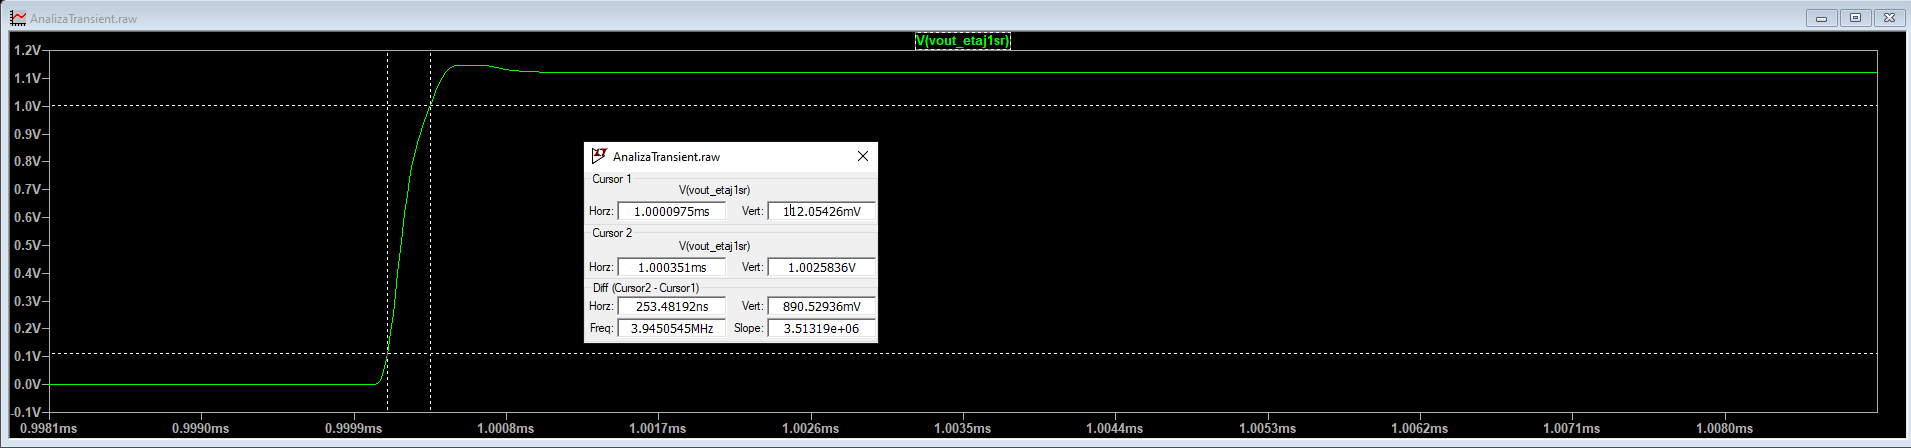 AnalizaTransient.raw
V(vout_etaj1sr)
1.2V
1.1V
1.0V
0.9V
0.8V
0.7V
0.6V
0.5V
0.4V
0.3V
0.2V
0.1V
0.0V
-0.1V
0.9981ms 0.9990ms 0.9999ms 1.0008ms 1.0017ms 1.0026ms 1.0035ms 1.0044ms 1.0053ms 1.0062ms 1.0071ms 1.0080ms
AnalizaTransient.raw
Cursor 1
V(vout_etaj1sr)
Horz: 1.0000975ms Vert: 112.05426mV
Cursor 2
V(vout_etaj1sr)
Horz: 1.000351ms Vert: 1.0025836V
Diff (Cursor2 - Cursor1)
Horz: 253.48192ns Vert: 890.52936mV
Freq: 3.9450545MHz Slope: 3.51319e+06